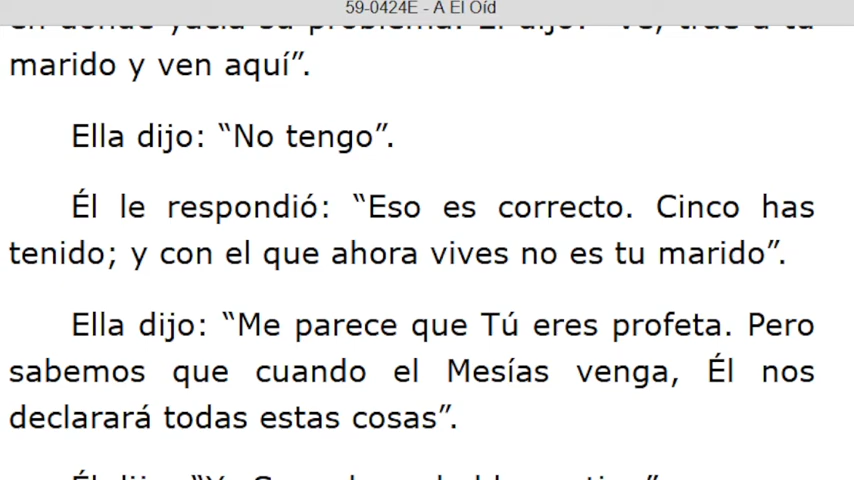 59-0424E - A El Oíd
marido y ven aquí”.
Ella dijo: “No tengo”.
Él le respondió: “Eso es correcto. Cinco has
tenido; y con el que ahora vives no es tu marido”.
Ella dijo: “Me parece que Tú eres profeta. Pero
sabemos que cuando el Mesías venga, Él nos
declarará todas estas cosas”.